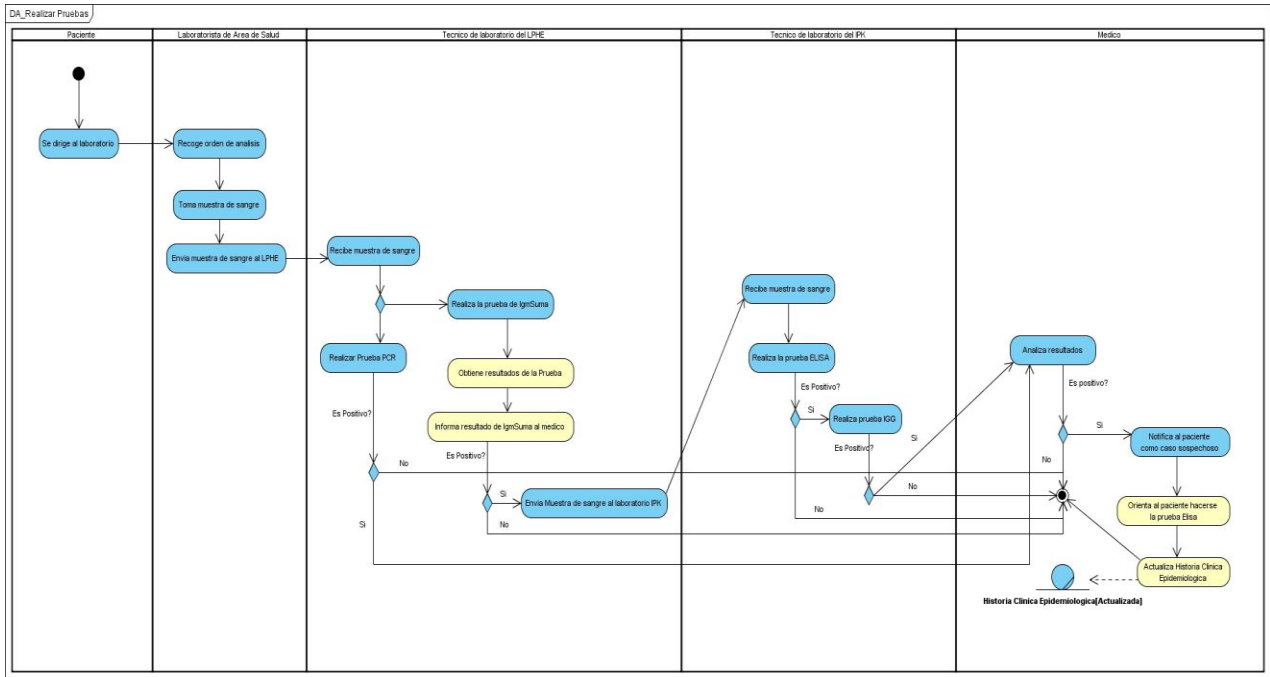 DA_Realizar Pruebas
Paciente
Laboratorista de Area de Salud
Tecnico de laboratorio del LPHE
Tecnico de laboratorio del IPK
Medico
Se dirige al laboratorio
Recoge orden de analisis
Toma muestra de sangre
Envia muestra de sangre al LPHE
Recibe muestra de sangre
Realiza la prueba de IgmSuma
Realizar Prueba PCR
Obtiene resultados de la Prueba
Es Positivo?
Informa resultado de IgmSuma al medico
Es Positivo?
No
Si
Si
Envia Muestra de sangre al laboratorio IPK
No
Recibe muestra de sangre
Realiza la prueba ELISA
Es Positivo?
Si
Realiza prueba IGG
Es Positivo?
Si
No
No
Analiza resultados
Es positivo?
Si
No
Notifica al paciente
como caso sospechoso
Orienta al paciente hacerse
la prueba Elisa
Actualiza Historia Clinica
Epidemiologica
Historia Clinica Epidemiologica[Actualizada]